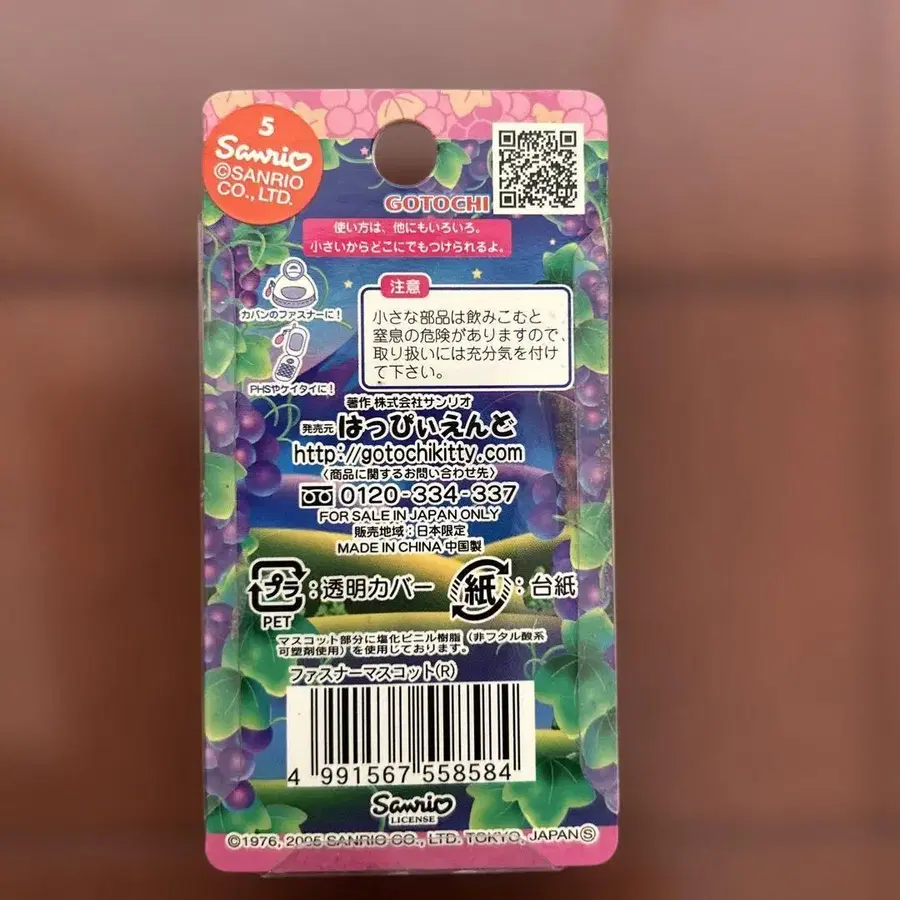 5
Sanrio
©SANRIO
CO., LTD.
GOTOCHI
使い方は、他にもいろいろ。
小さいからどこにでもつけられるよ。
カバンのファスナーに!
PHSやケイタイに!
注意
小さな部品は飲みこむと
窒息の危険がありますので、
取り扱いには充分気を付け
て下さい。
著作 株式会社サンリオ
発売元 はっぴぃえんど
http://gotochikitty.com
〈商品に関するお問い合わせ先〉
0120-334-337
FOR SALE IN JAPAN ONLY
販売地域：日本限定
MADE IN CHINA 中国製
プラ：透明カバー 紙：台紙
PET
マスコット部分に塩化ビニル樹脂（非フタル酸系
可塑剤使用）を使用しております。
ファスナーマスコット(R)
4 991567 558584
Sanrio
LICENSE
©1976, 2005 SANRIO CO., LTD. TOKYO, JAPAN Ⓢ